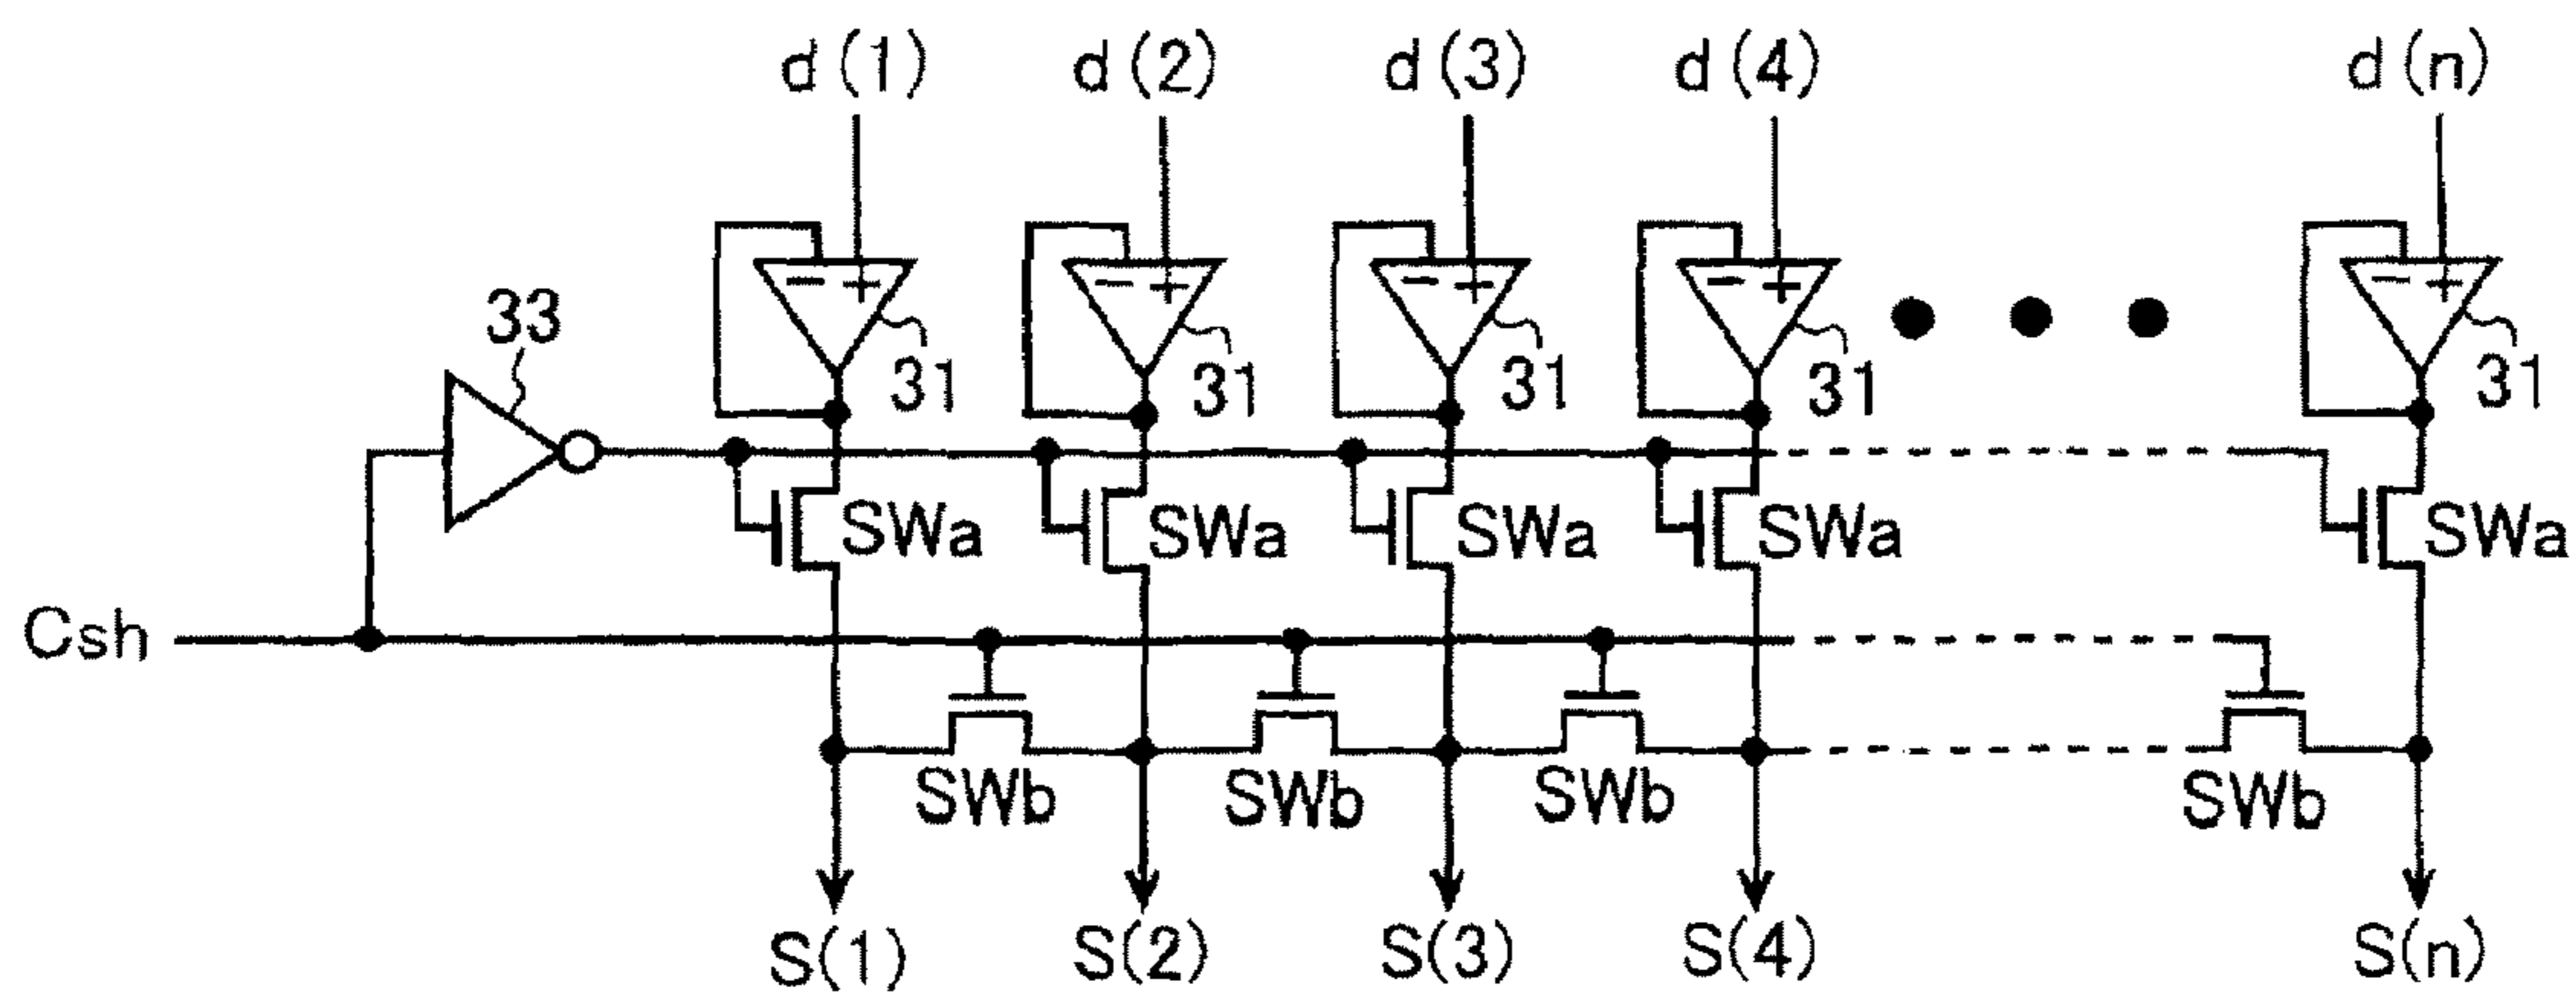 d(1) d(2) d(3) d(4) d(n)
− + − + − + − + − +
33 31 31 31 31 31
SWa SWa SWa SWa SWa
Csh
SWb SWb SWb SWb
S(1) S(2) S(3) S(4) S(n)